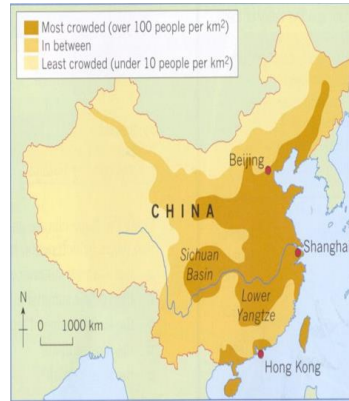 Most crowded (over 100 people per km²)
In between
Least crowded (under 10 people per km²)
Beijing
CHINA
Shangha
Sichuan
Basin
Lower
Yangtze
N
0 1000 km
Hong Kong